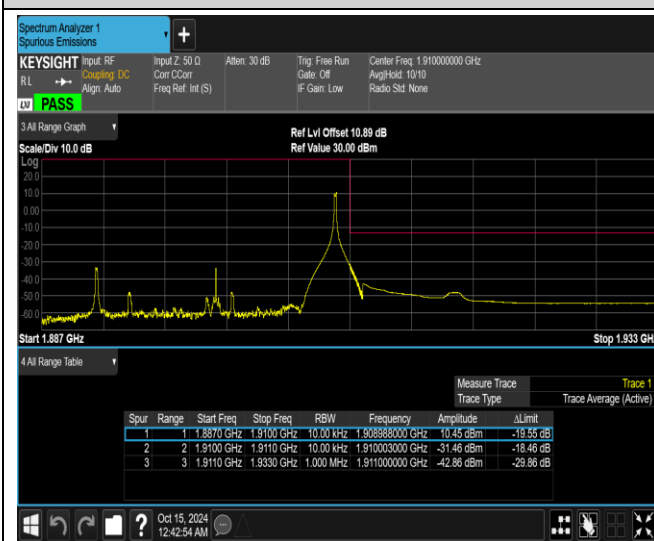 Spectrum Analyzer 1
Spurious Emissions
+
KEYSIGHT Input: RF Input Z: 50 Ω Atten: 30 dB Trig: Free Run Center Freq: 1.910000000 GHz
RL Coupling: DC Corr CCorr Gate: Off Avg|Hold: 10/10
Align: Auto Freq Ref: Int (S) IF Gain: Low Radio Std: None
LXI PASS
3 All Range Graph
Ref Lvl Offset 10.89 dB
Scale/Div 10.0 dB Ref Value 30.00 dBm
Log
20.0
10.0
0.00
-10.0
-20.0
-30.0
-40.0
-50.0
-60.0
Start 1.887 GHz Stop 1.933 GH
4 All Range Table
Measure Trace Trace 1
Trace Type Trace Average (Active)
Spur Range Start Freq Stop Freq RBW Frequency Amplitude ΔLimit
1 1 1.8870 GHz 1.9100 GHz 10.00 kHz 1.908988000 GHz 10.45 dBm -19.55 dB
2 2 1.9100 GHz 1.9110 GHz 10.00 kHz 1.910003000 GHz -31.46 dBm -18.46 dB
3 3 1.9110 GHz 1.9330 GHz 1.000 MHz 1.911000000 GHz -42.86 dBm -29.86 dB
?
Oct 15, 2024
12:42:54 AM